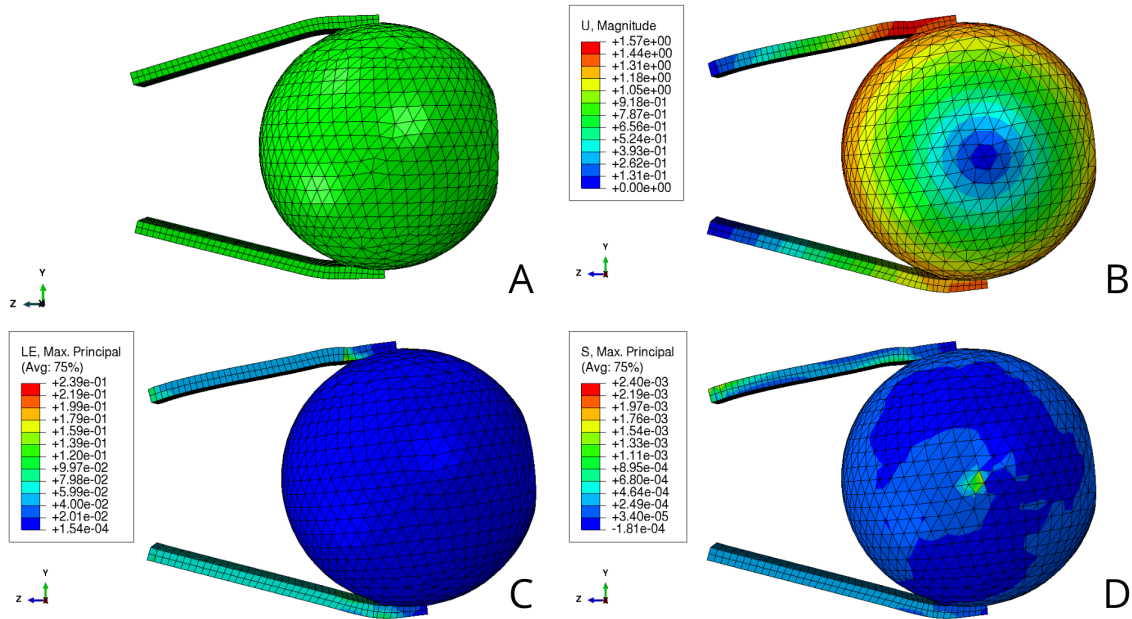 Y
Z
X
A
U, Magnitude
+1.57e+00
+1.44e+00
+1.31e+00
+1.18e+00
+1.05e+00
+9.18e-01
+7.87e-01
+6.56e-01
+5.24e-01
+3.93e-01
+2.62e-01
+1.31e-01
+0.00e+00
Y
Z
X
B
LE, Max. Principal
(Avg: 75%)
+2.39e-01
+2.19e-01
+1.99e-01
+1.79e-01
+1.59e-01
+1.39e-01
+1.20e-01
+9.97e-02
+7.98e-02
+5.99e-02
+4.00e-02
+2.01e-02
+1.54e-04
Y
Z
X
C
S, Max. Principal
(Avg: 75%)
+2.40e-03
+2.19e-03
+1.97e-03
+1.76e-03
+1.54e-03
+1.33e-03
+1.11e-03
+8.95e-04
+6.80e-04
+4.64e-04
+2.49e-04
+3.40e-05
-1.81e-04
Y
Z
X
D